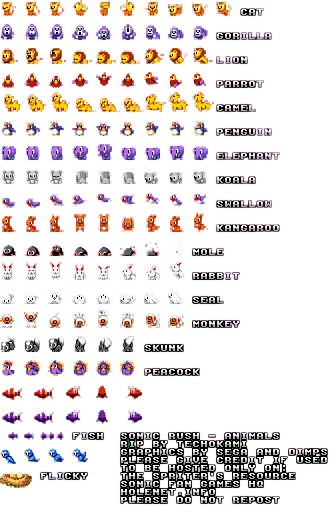 CAT
GORILLA
LION
PARROT
CAMEL
PENGUIN
ELEPHANT
KOALA
SWALLOW
KANGAROO
MOLE
RABBIT
SEAL
MONKEY
SKUNK
PEACOCK
FISH
FLICKY
SONIC RUSH - ANIMALS
RIP BY TECHOKAMI
GRAPHICS BY SEGA AND DIMPS
PLEASE GIVE CREDIT IF USED
TO BE HOSTED ONLY ON:
THE SPRITER'S RESOURCE
SONIC FAN GAMES HQ
HOLENET.INFO
PLEASE DO NOT REPOST